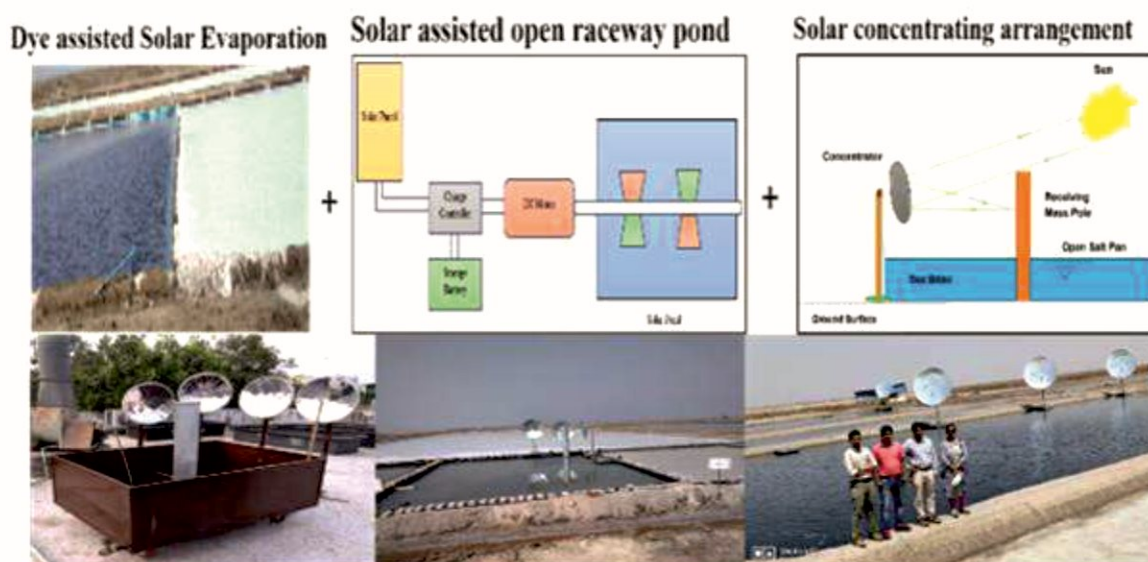 Dye assisted Solar Evaporation
Solar assisted open raceway pond
Solar concentrating arrangement
+
+
Solar Panel
Charge
Controller
DC Motor
Storage
Battery
Sun
Concentrator
Receiving
Mass Pole
Open Salt Pan
Ground Surface